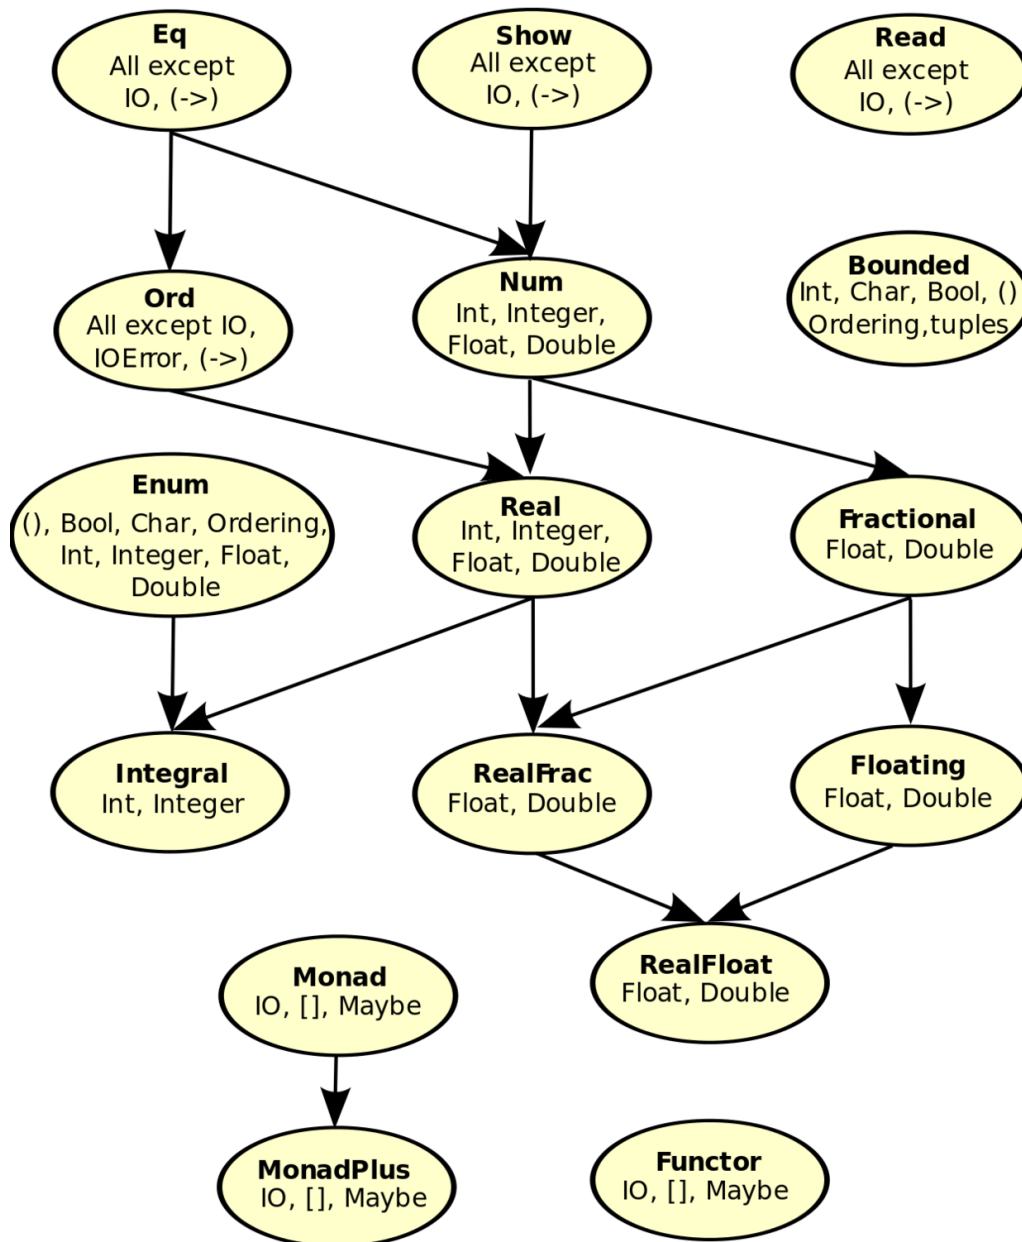 Eq
All except
IO, (->)
Show
All except
IO, (->)
Read
All except
IO, (->)
Ord
All except IO,
IOError, (->)
Num
Int, Integer,
Float, Double
Bounded
Int, Char, Bool, ()
Ordering,tuples
Enum
(), Bool, Char, Ordering,
Int, Integer, Float,
Double
Real
Int, Integer,
Float, Double
Fractional
Float, Double
Integral
Int, Integer
RealFrac
Float, Double
Floating
Float, Double
Monad
IO, [], Maybe
RealFloat
Float, Double
MonadPlus
IO, [], Maybe
Functor
IO, [], Maybe